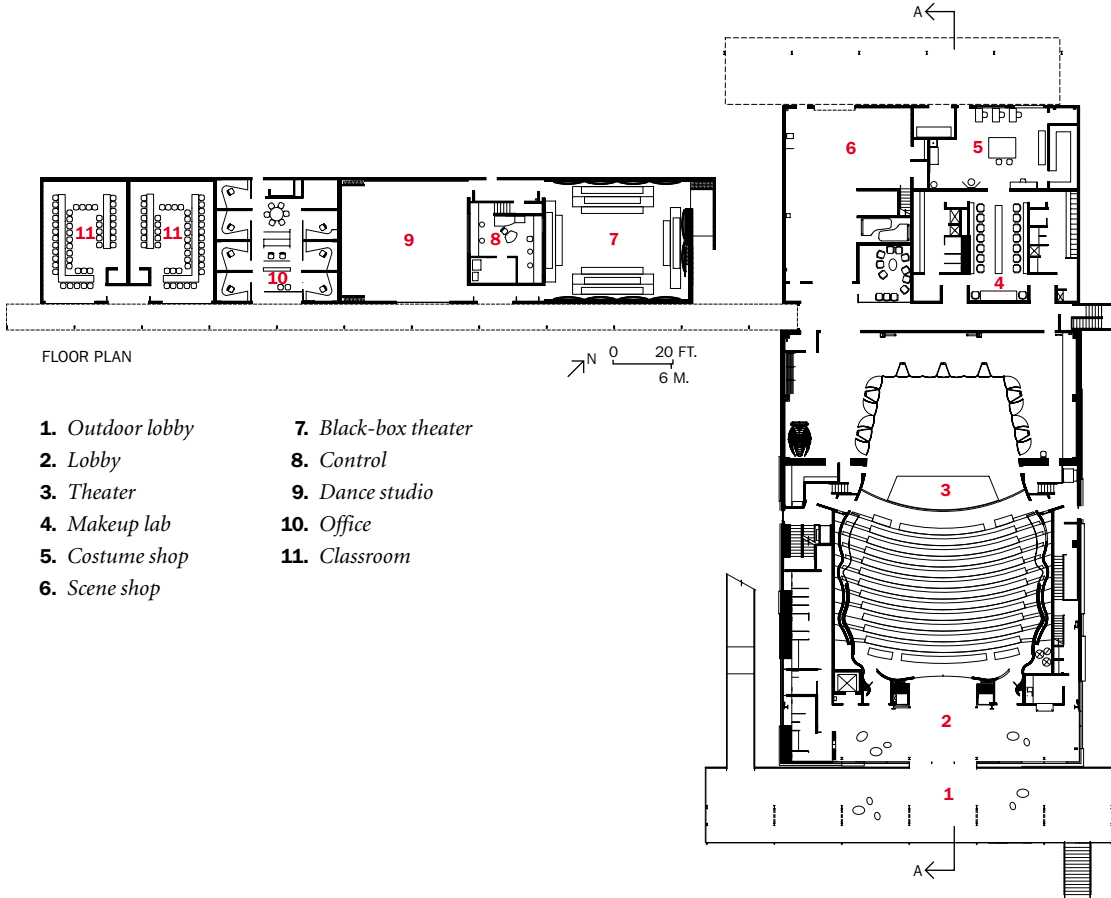 A
6
5
11
11
9
8
7
10
4
FLOOR PLAN
N
0 20 FT.
6 M.
1. Outdoor lobby
2. Lobby
3. Theater
4. Makeup lab
5. Costume shop
6. Scene shop
7. Black-box theater
8. Control
9. Dance studio
10. Office
11. Classroom
3
2
1
A